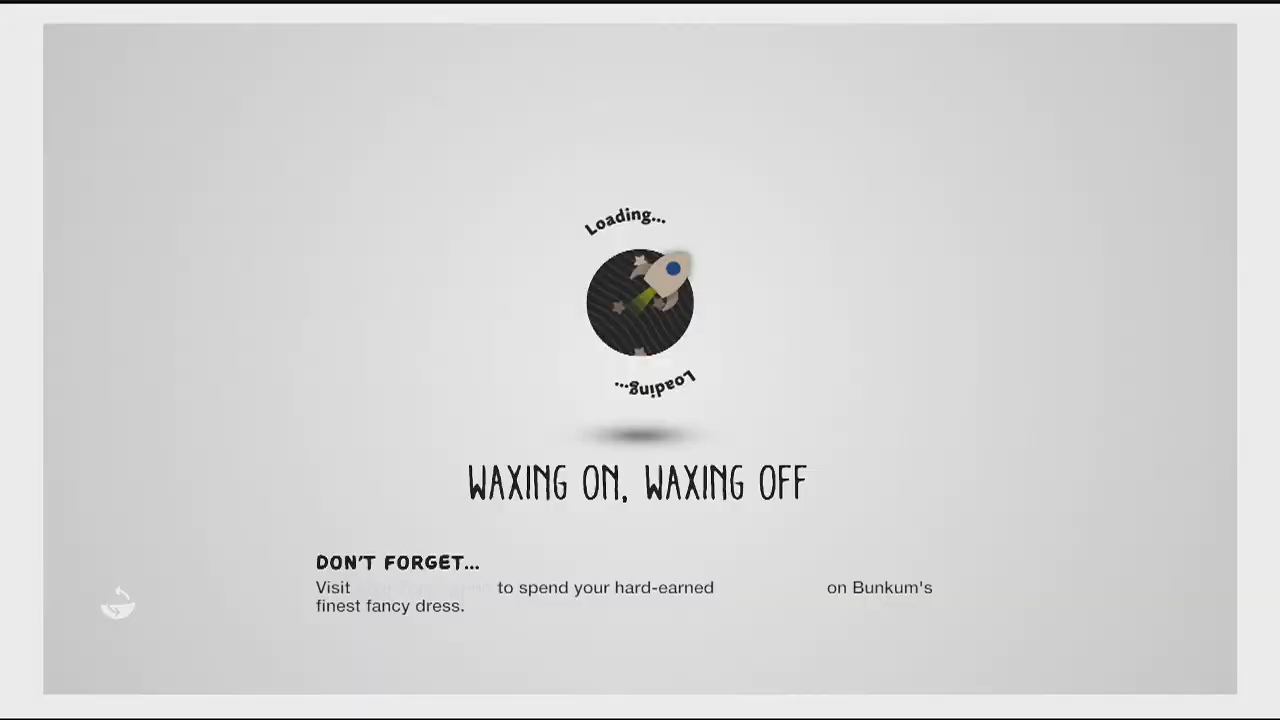 Loading...
Loading...
WAXING ON, WAXING OFF
DON'T FORGET...
Visit to spend your hard-earned on Bunkum's
finest fancy dress.